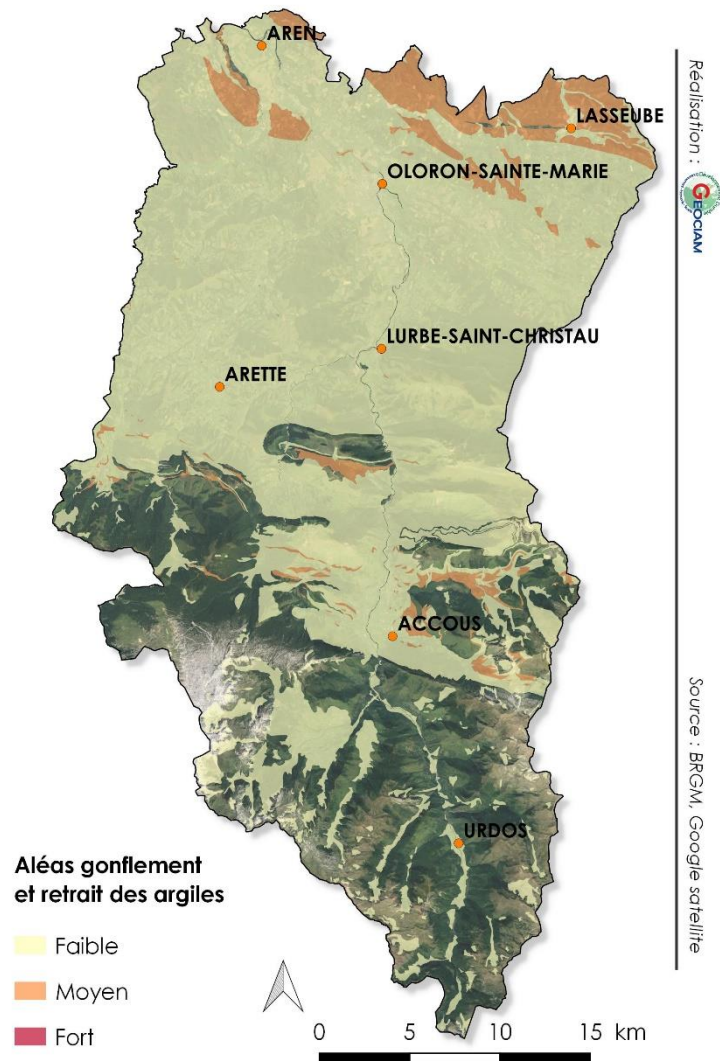 AREN
LASSEUBE
OLORON-SAINTE-MARIE
LURBE-SAINT-CHRISTAU
ARETTE
ACCOUS
URDOS
Aléas gonflement
et retrait des argiles
Faible
Moyen
Fort
0 5 10 15 km
Réalisation :
GEOCIAM
Source : BRGM, Google satellite